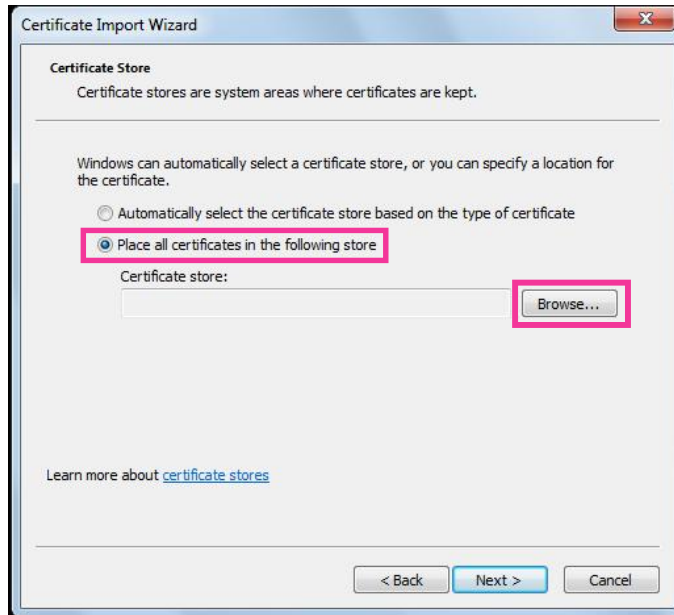 Certificate Import Wizard
Certificate Store
Certificate stores are system areas where certificates are kept.
Windows can automatically select a certificate store, or you can specify a location for
the certificate.
Automatically select the certificate store based on the type of certificate
Place all certificates in the following store
Certificate store:
Browse...
Learn more about certificate stores
< Back Next > Cancel